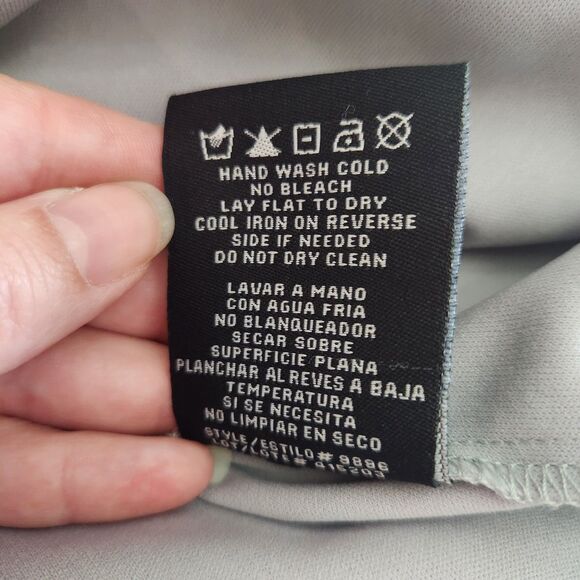 HAND WASH COLD
NO BLEACH
LAY FLAT TO DRY
COOL IRON ON REVERSE
SIDE IF NEEDED
DO NOT DRY CLEAN
LAVAR A MANO
CON AGUA FRIA
NO BLANQUEADOR
SECAR SOBRE
SUPERFICIE PLANA
PLANCHAR AL REVES A BAJA
TEMPERATURA
SI SE NECESITA
NO LIMPIAR EN SECO
STYLE/ESTILO# 9896
LOT/LOTE#